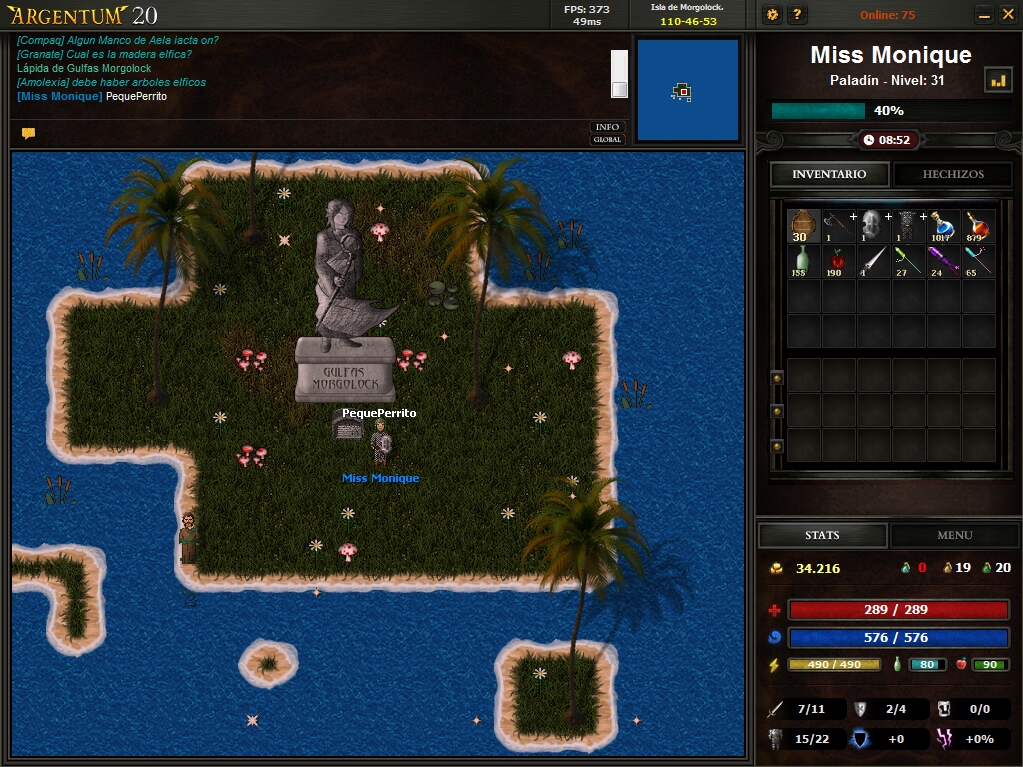 ARGENTUM 20
FPS: 373
49ms
Isla de Morgolock.
110-46-53
?
Online: 75
[Compaq] Algun Manco de Aela iacta on?
[Granate] Cual es la madera elfica?
Lápida de Gulfas Morgolock
[Amolexia] debe haber arboles elficos
[Miss Monique] PequePerrito
INFO
GLOBAL
Miss Monique
Paladín - Nivel: 31
40%
08:52
INVENTARIO
HECHIZOS
30
1 +
1 +
1 +
1017
879
155
190
27
24
65
GULFAS
MORGOLOCK
PequePerrito
Miss Monique
STATS
MENU
34.216
0
19
20
289 / 289
576 / 576
490 / 490
80
90
7/11
2/4
0/0
15/22
+0
+0%